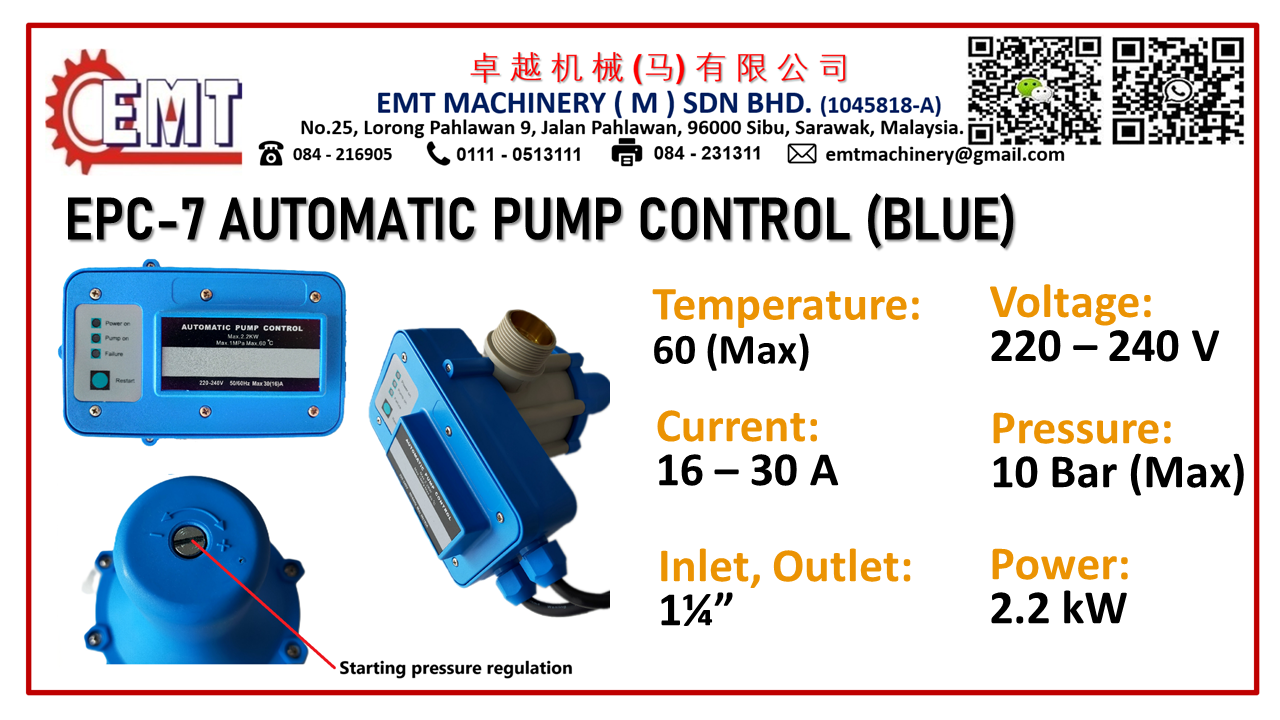 EMT
卓越机械(马)有限公司
EMT MACHINERY ( M ) SDN BHD. (1045818-A)
No.25, Lorong Pahlawan 9, Jalan Pahlawan, 96000 Sibu, Sarawak, Malaysia.
084 - 216905 0111 - 0513111 084 - 231311 emtmachinery@gmail.com
EPC-7 AUTOMATIC PUMP CONTROL (BLUE)
Power on
Pump on
Failure
Restart
AUTOMATIC PUMP CONTROL
Max.2.2KW
Max.1MPa Max.60℃
220-240V 50/60Hz Max30(16)A
AUTOMATIC PUMP CONTROL
Starting pressure regulation
Temperature:
60 (Max)
Voltage:
220 – 240 V
Current:
16 – 30 A
Pressure:
10 Bar (Max)
Inlet, Outlet:
1¼”
Power:
2.2 kW